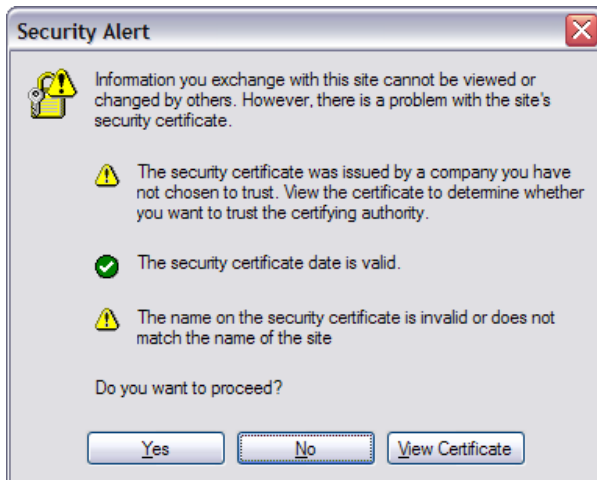 Security Alert
Information you exchange with this site cannot be viewed or
changed by others. However, there is a problem with the site's
security certificate.
The security certificate was issued by a company you have
not chosen to trust. View the certificate to determine whether
you want to trust the certifying authority.
The security certificate date is valid.
The name on the security certificate is invalid or does not
match the name of the site
Do you want to proceed?
Yes No View Certificate